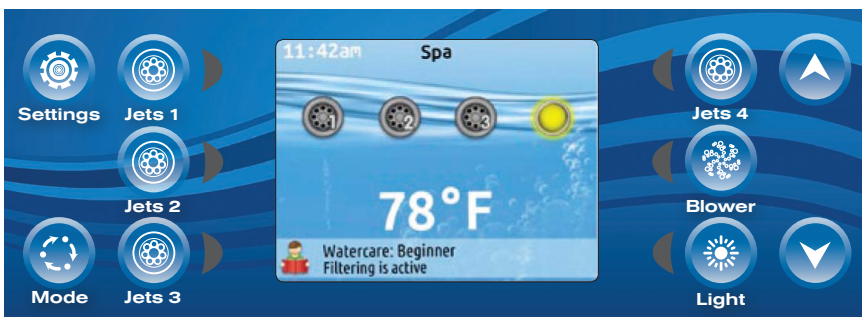 11:42am Spa
Settings Jets 1
Jets 2
Mode Jets 3
1 2 3
78°F
Watercare: Beginner
Filtering is active
Jets 4
Blower
Light